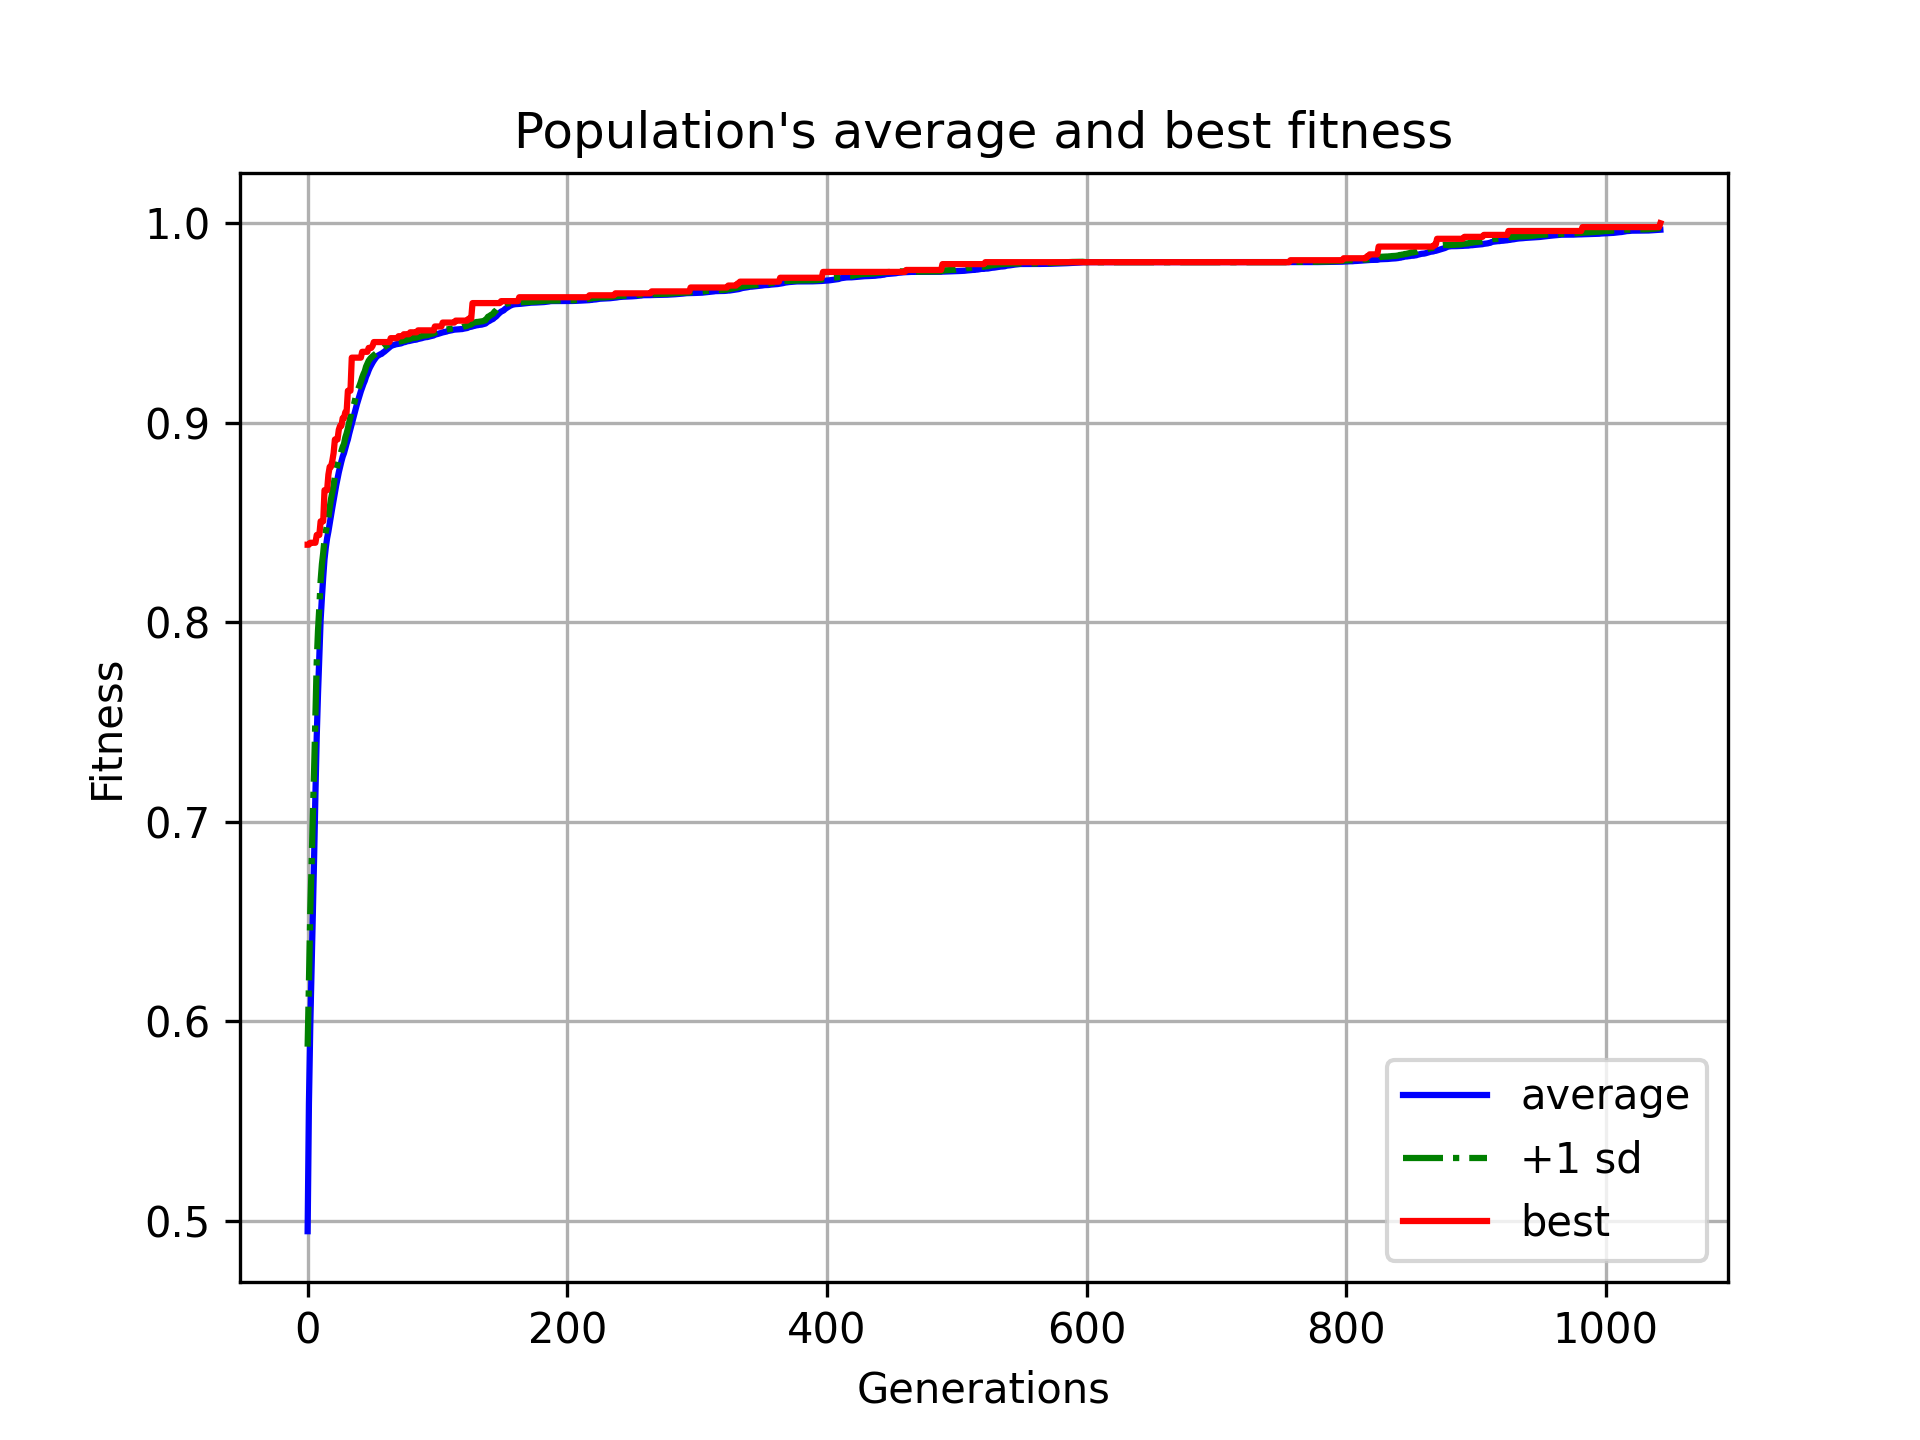 Population's average and best fitness
1.0
0.9
0.8
0.7
0.6
0.5
Fitness
0 200 400 600 800 1000
Generations
average
+1 sd
best